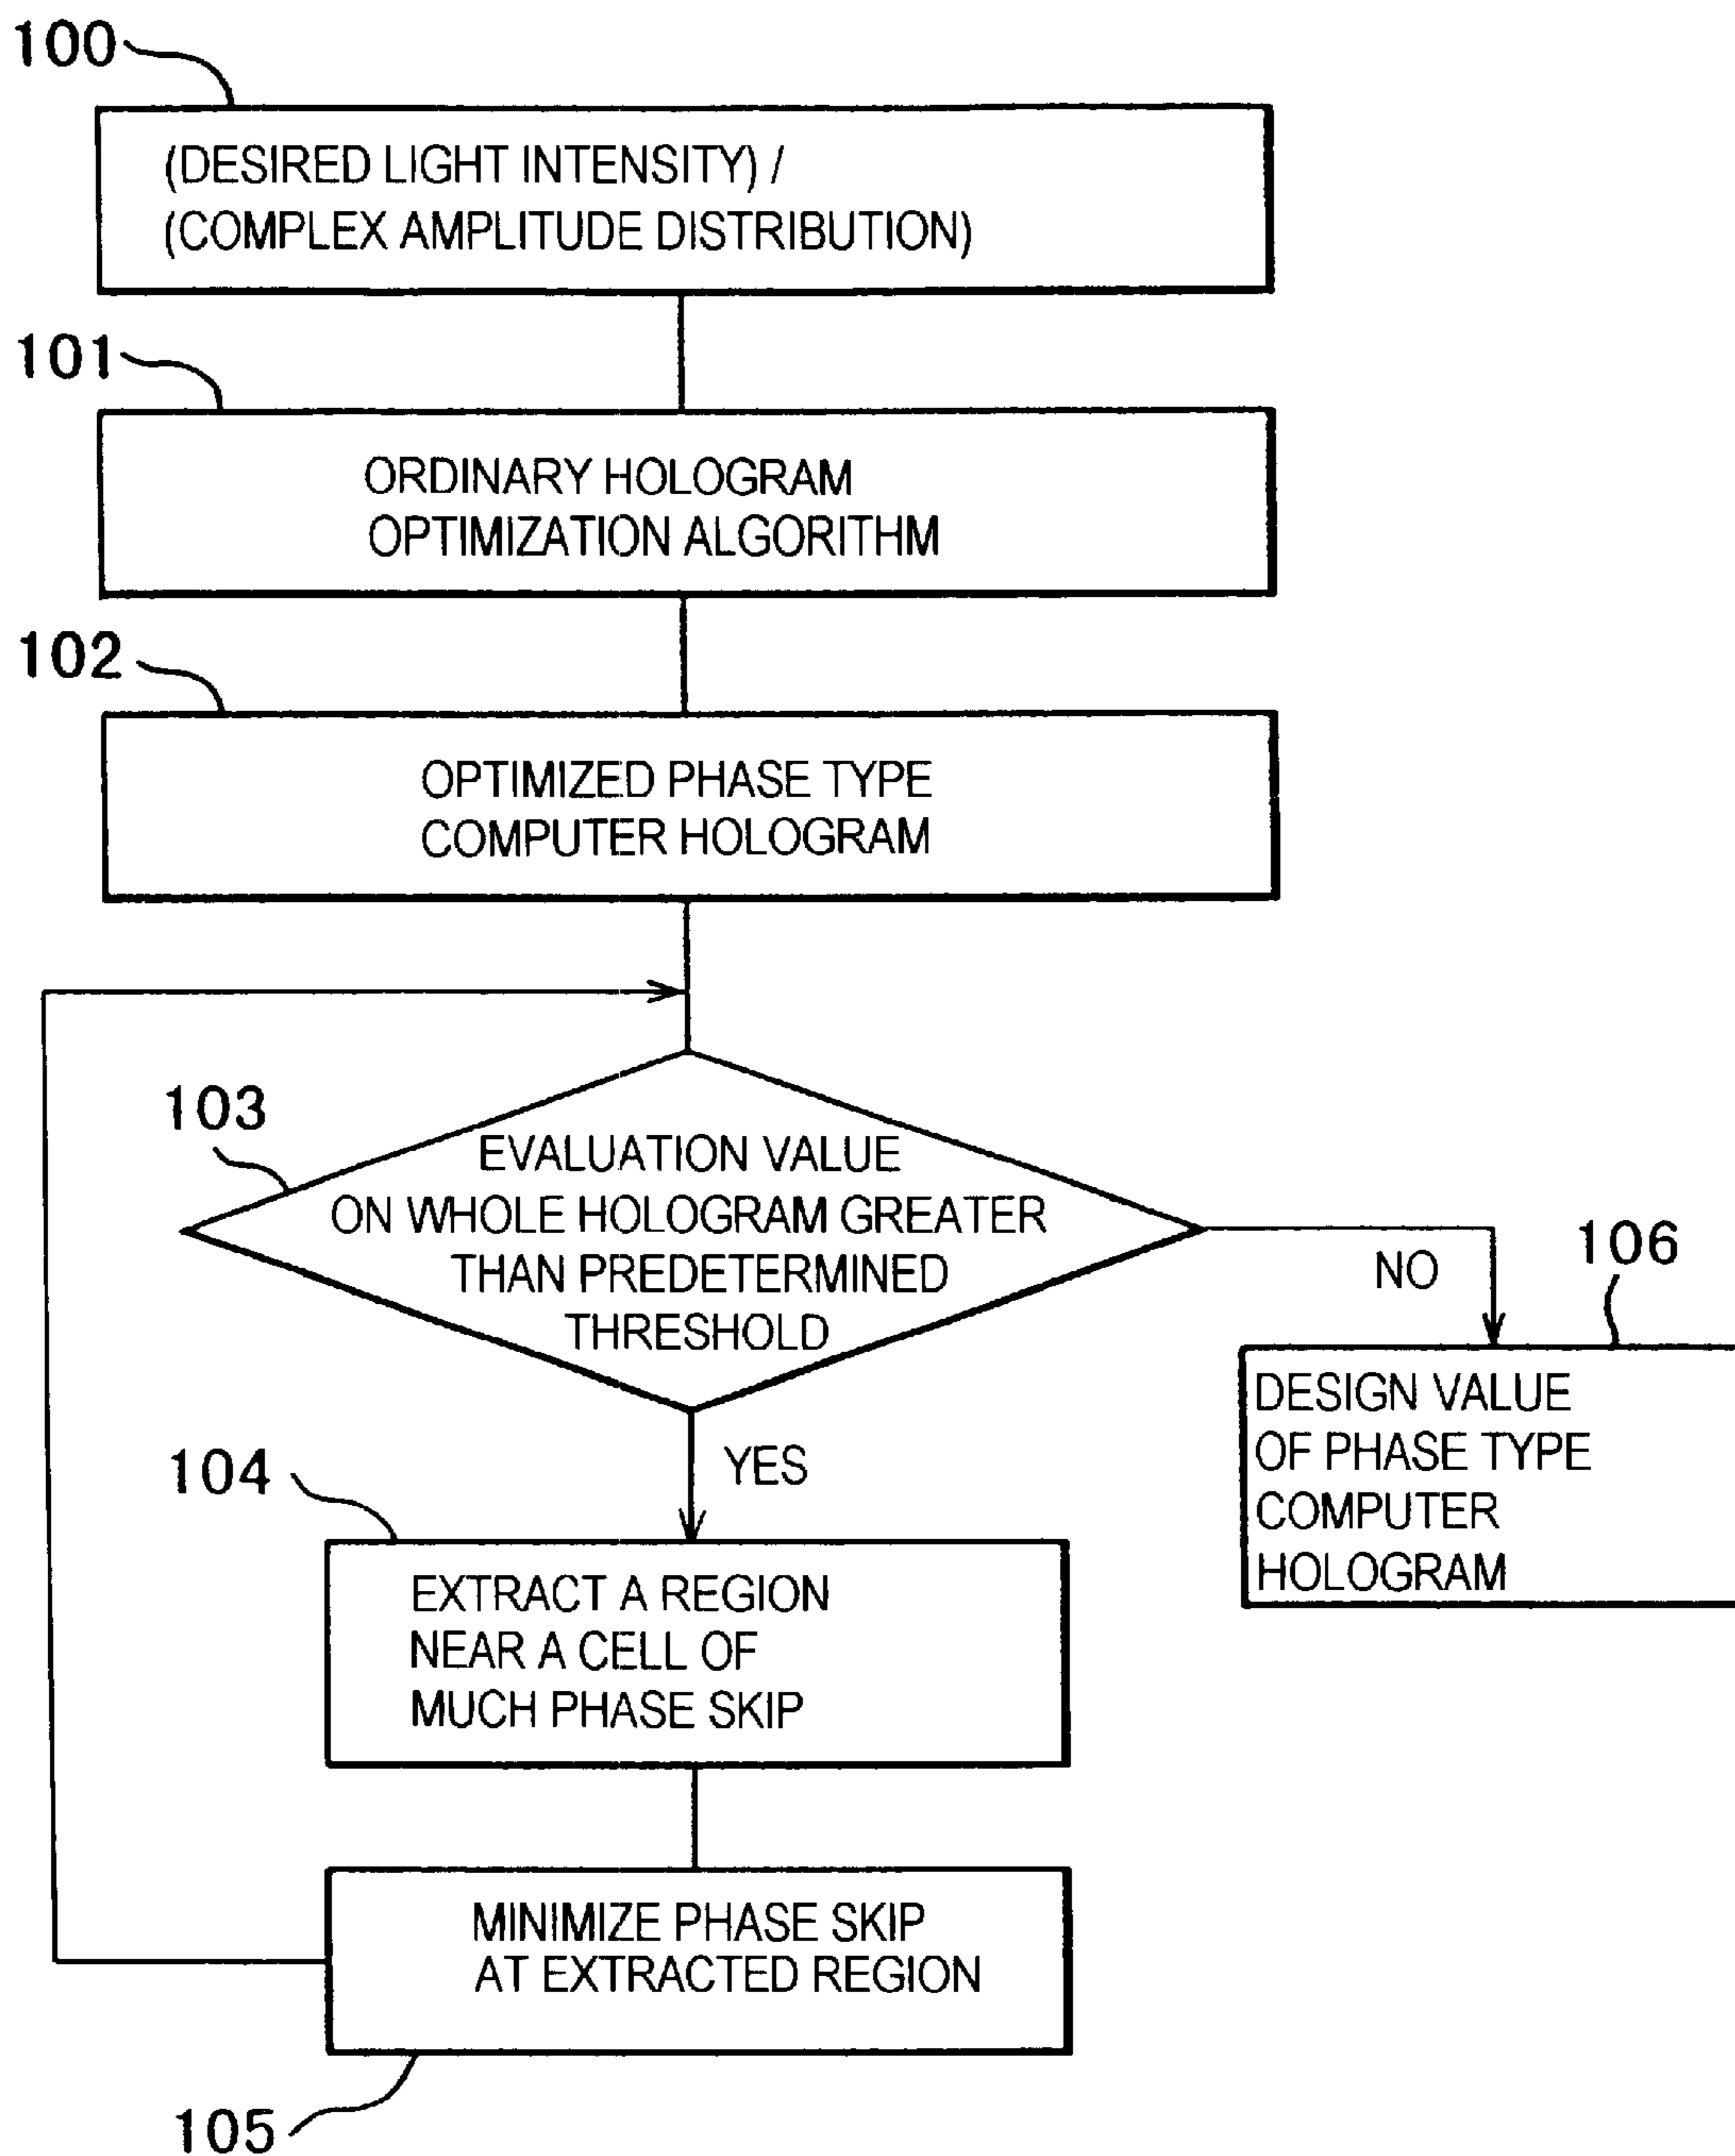 100
(DESIRED LIGHT INTENSITY) /
(COMPLEX AMPLITUDE DISTRIBUTION)
101
ORDINARY HOLOGRAM
OPTIMIZATION ALGORITHM
102
OPTIMIZED PHASE TYPE
COMPUTER HOLOGRAM
103
EVALUATION VALUE
ON WHOLE HOLOGRAM GREATER
THAN PREDETERMINED
THRESHOLD
NO
106
DESIGN VALUE
OF PHASE TYPE
COMPUTER
HOLOGRAM
YES
104
EXTRACT A REGION
NEAR A CELL OF
MUCH PHASE SKIP
MINIMIZE PHASE SKIP
AT EXTRACTED REGION
105